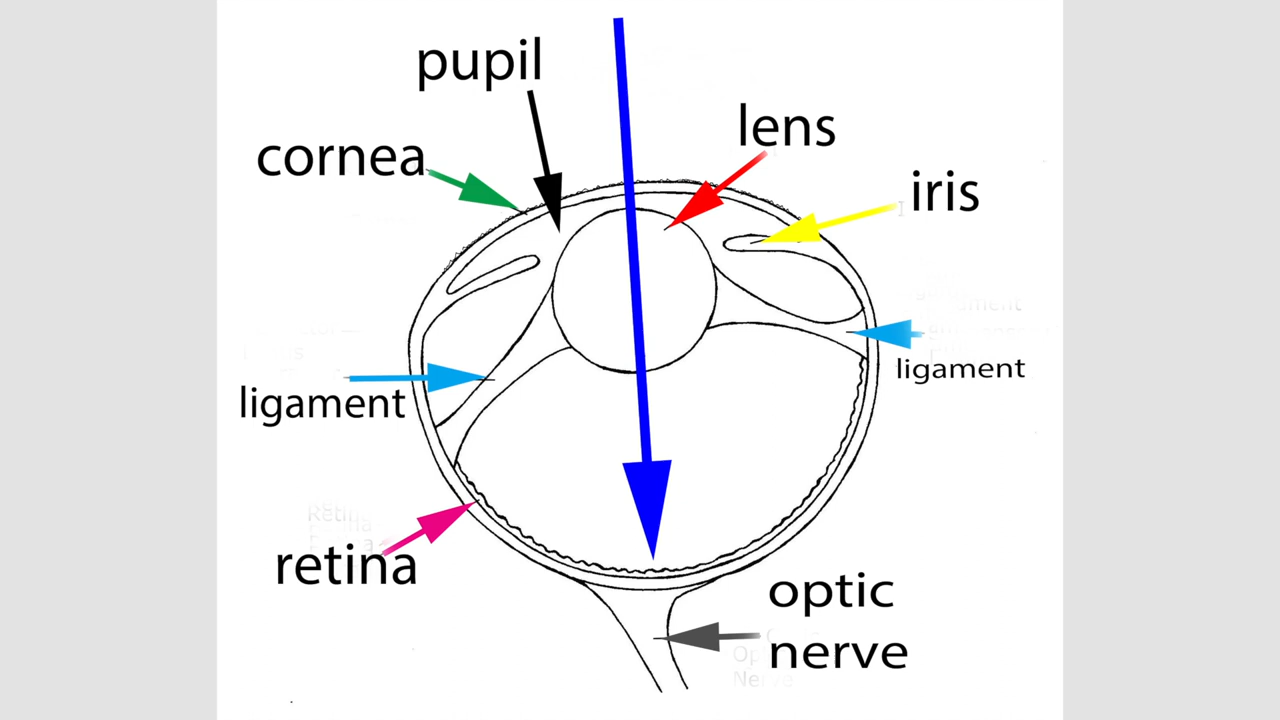 pupil
lens
cornea
iris
ligament
ligament
retina
optic
nerve